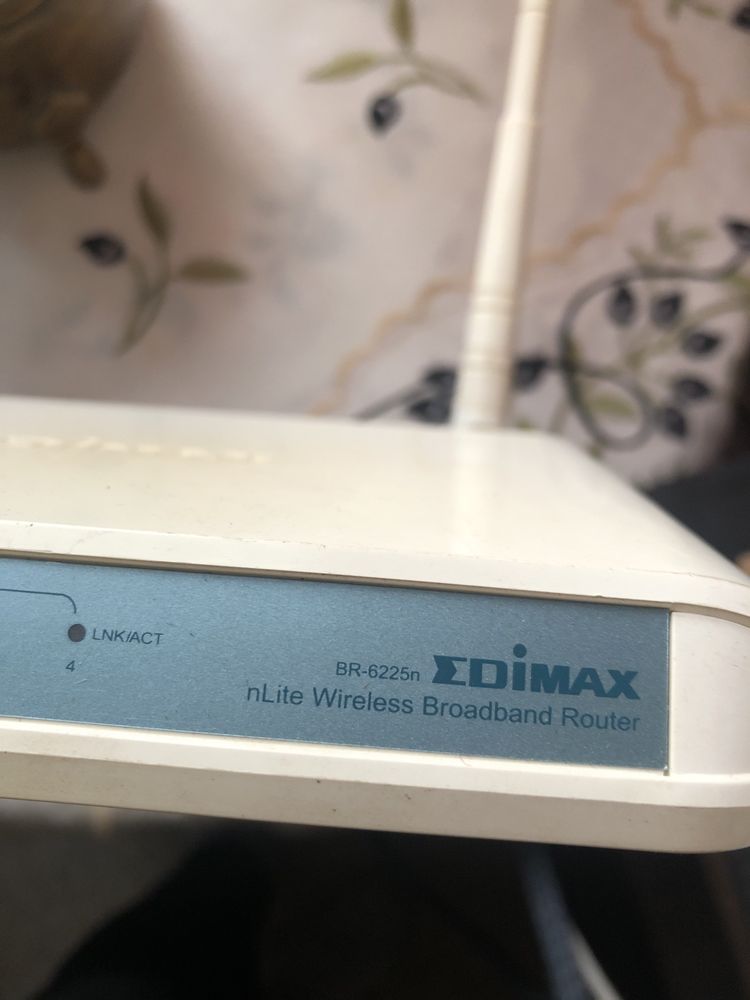 LNK/ACT
4
BR-6225n EDiMAX
nLite Wireless Broadband Router